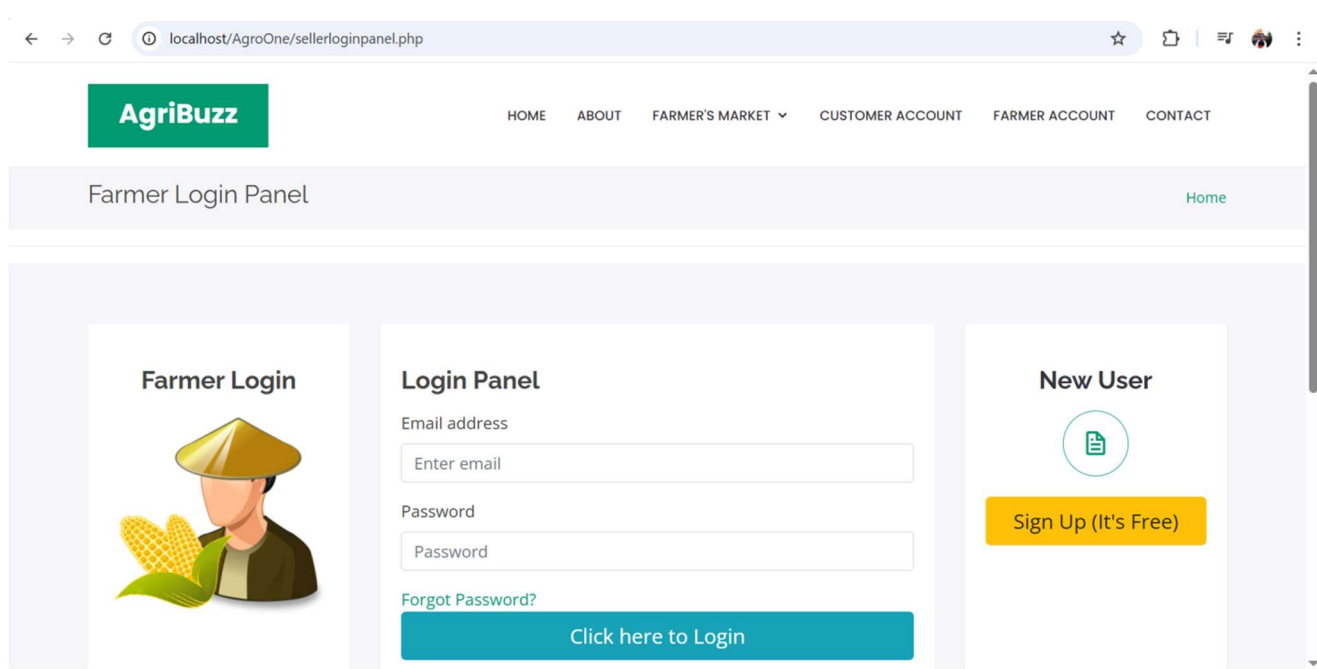 localhost/AgroOne/sellerloginpanel.php
AgriBuzz
HOME ABOUT FARMER'S MARKET CUSTOMER ACCOUNT FARMER ACCOUNT CONTACT
Farmer Login Panel
Home
Farmer Login
Login Panel
Email address
Enter email
Password
Password
Forgot Password?
Click here to Login
New User
Sign Up (It's Free)